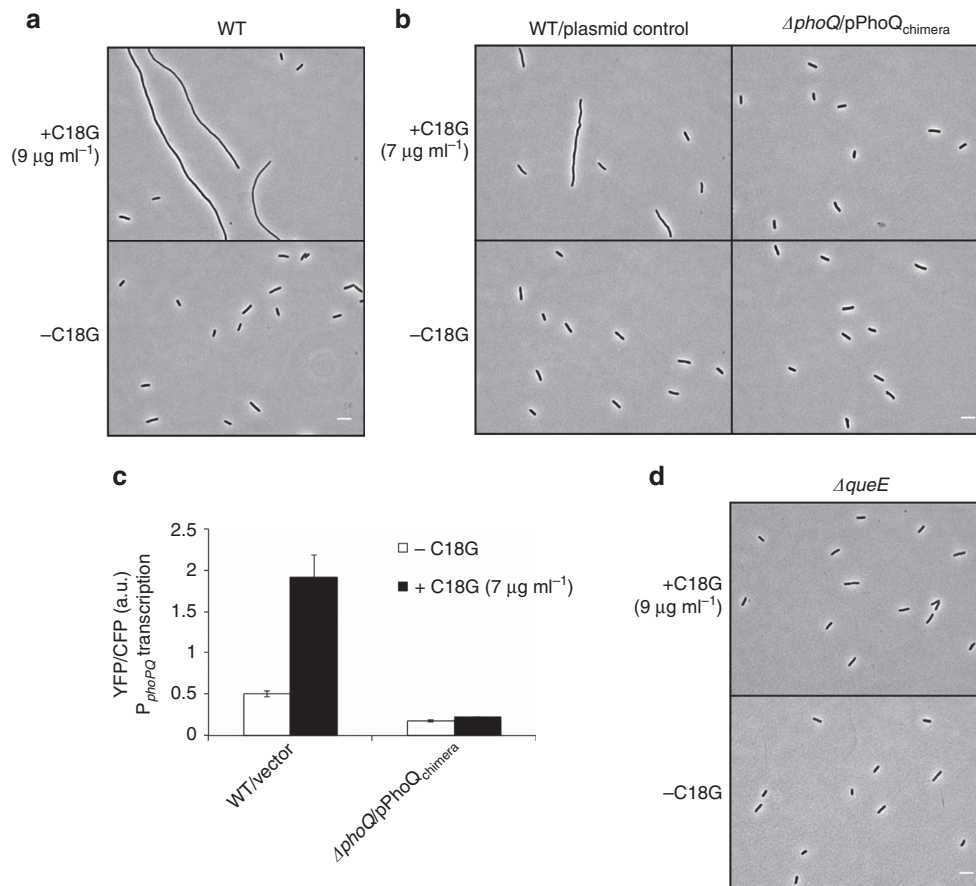 a
WT
+C18G
(9 μg ml⁻¹)
–C18G
b
WT/plasmid control
ΔphoQ/pPhoQchimera
+C18G
(7 μg ml⁻¹)
–C18G
c
YFP/CFP (a.u.)
PphoPQ transcription
2.5
2
1.5
1
0.5
0
– C18G
+ C18G (7 μg ml⁻¹)
WT/vector
ΔphoQ/pPhoQchimera
d
ΔqueE
+C18G
(9 μg ml⁻¹)
–C18G